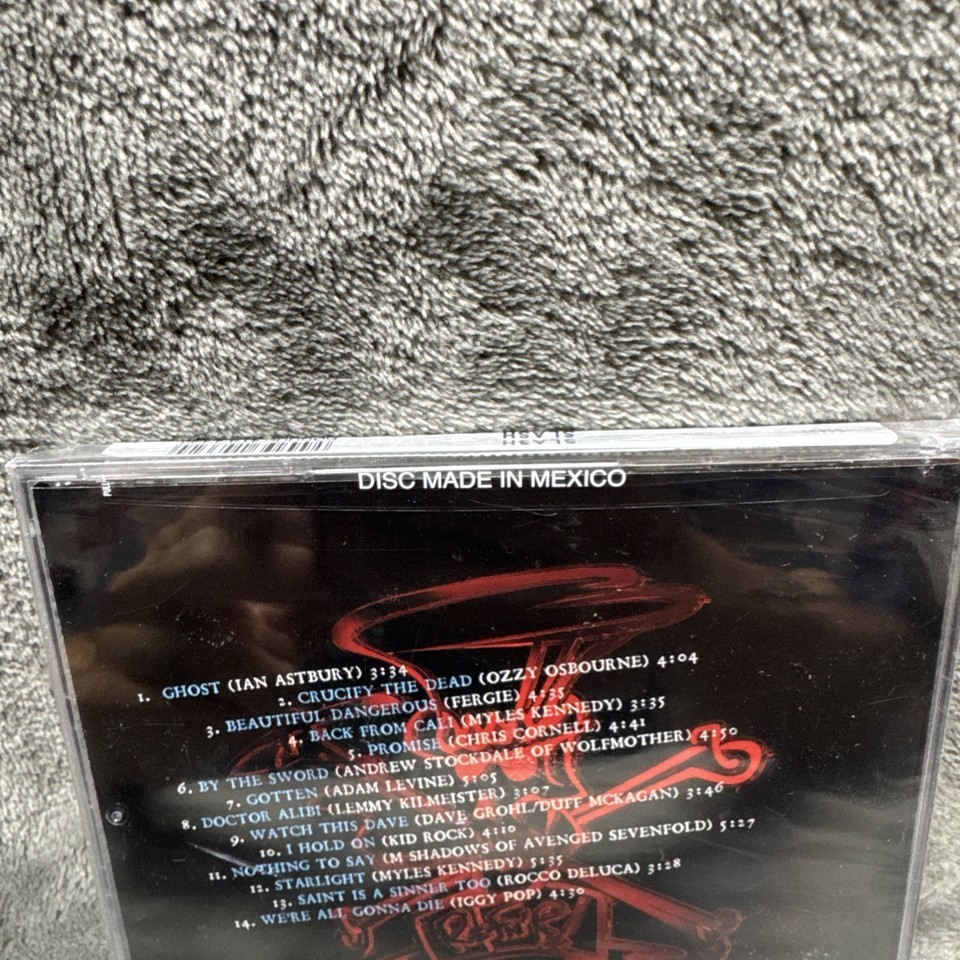 SLASH
DISC MADE IN MEXICO
1. GHOST (IAN ASTBURY) 3:34
2. CRUCIFY THE DEAD (OZZY OSBOURNE) 4:04
3. BEAUTIFUL DANGEROUS (FERGIE) 4:35
4. BACK FROM CALI (MYLES KENNEDY) 3:35
5. PROMISE (CHRIS CORNELL) 4:41
6. BY THE SWORD (ANDREW STOCKDALE OF WOLFMOTHER) 4:50
7. GOTTEN (ADAM LEVINE) 5:05
8. DOCTOR ALIBI (LEMMY KILMEISTER) 3:07
9. WATCH THIS DAVE (DAVE GROHL/DUFF MCKAGAN) 3:46
10. I HOLD ON (KID ROCK) 4:10
11. NOTHING TO SAY (M SHADOWS OF AVENGED SEVENFOLD) 5:27
12. STARLIGHT (MYLES KENNEDY) 5:35
13. SAINT IS A SINNER TOO (ROCCO DELUCA) 3:28
14. WE'RE ALL GONNA DIE (IGGY POP) 4:30